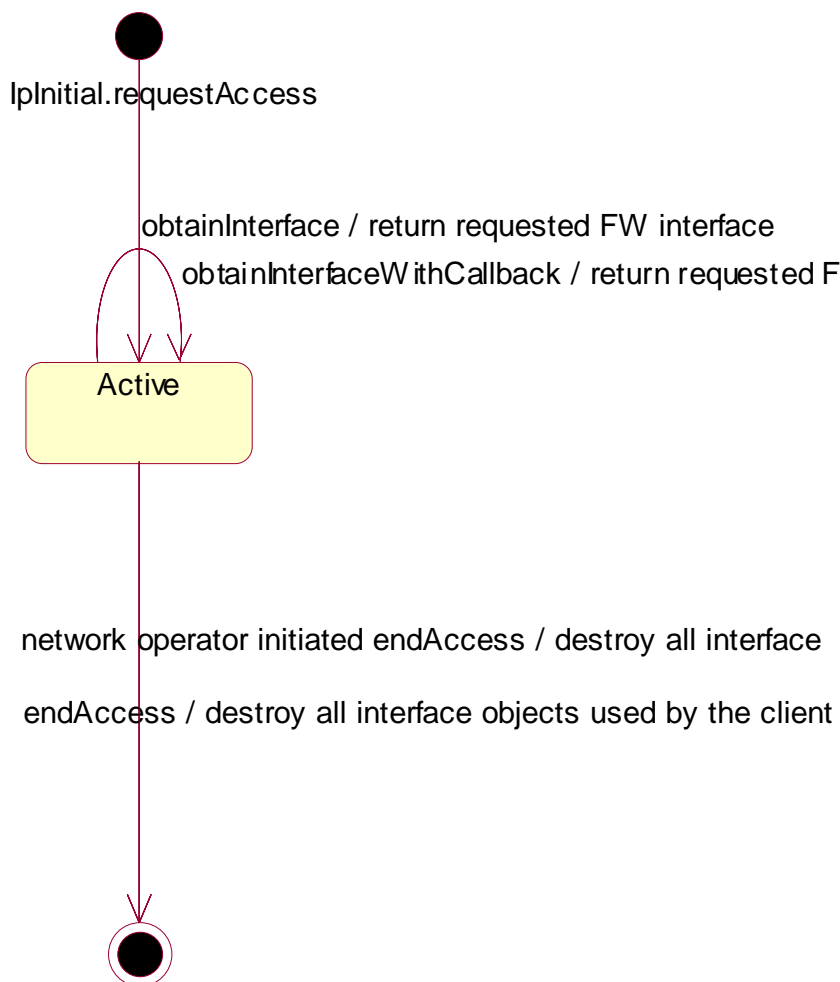 IpInitial.requestAccess
obtainInterface / return requested FW interface
obtainInterfaceWithCallback / return requested F
Active
network operator initiated endAccess / destroy all interface
endAccess / destroy all interface objects used by the client